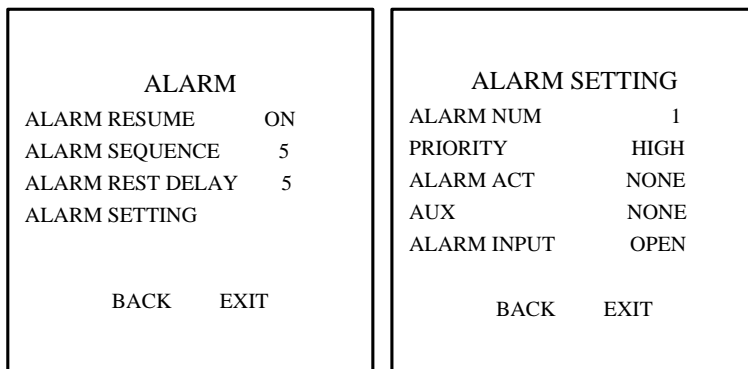 ALARM
ALARM RESUME ON
ALARM SEQUENCE 5
ALARM REST DELAY 5
ALARM SETTING
BACK EXIT
ALARM SETTING
ALARM NUM 1
PRIORITY HIGH
ALARM ACT NONE
AUX NONE
ALARM INPUT OPEN
BACK EXIT